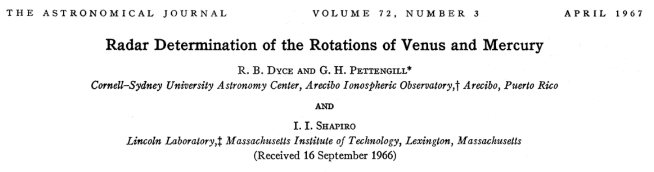 THE ASTRONOMICAL JOURNAL VOLUME 72, NUMBER 3 APRIL 1967
Radar Determination of the Rotations of Venus and Mercury
R. B. DYCE AND G. H. PETTENGILL*
Cornell–Sydney University Astronomy Center, Arecibo Ionospheric Observatory,† Arecibo, Puerto Rico
AND
I. I. SHAPIRO
Lincoln Laboratory,‡ Massachusetts Institute of Technology, Lexington, Massachusetts
(Received 16 September 1966)